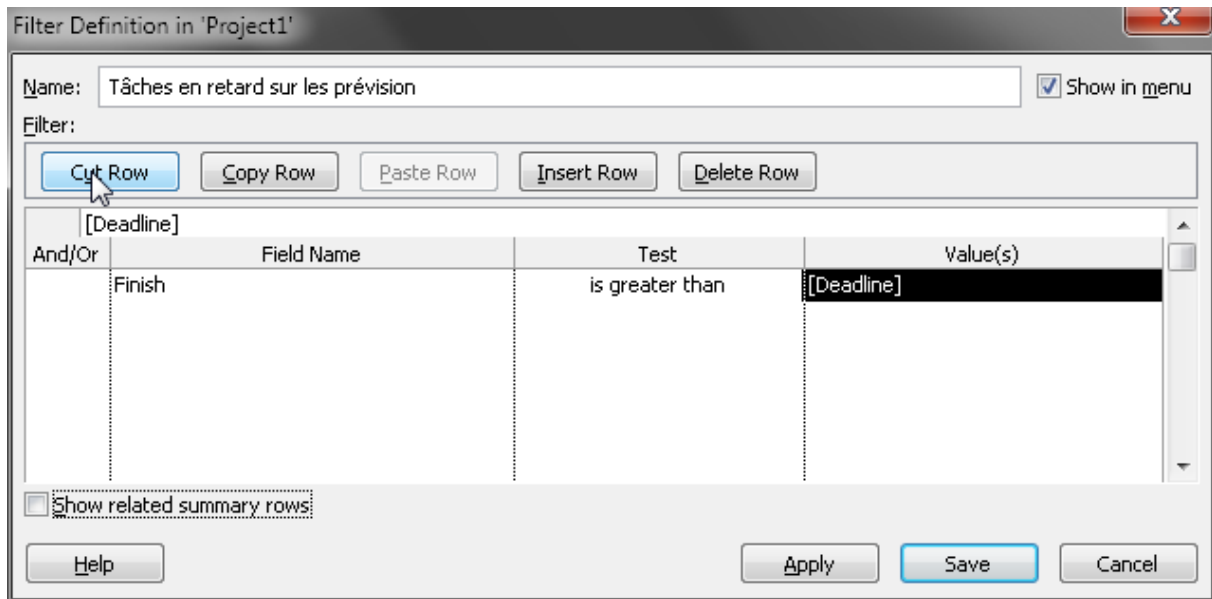 Filter Definition in 'Project1'
Name: Tâches en retard sur les prévision Show in menu
Filter:
Cut Row Copy Row Paste Row Insert Row Delete Row
[Deadline]
And/Or Field Name Test Value(s)
Finish is greater than [Deadline]
Show related summary rows
Help Apply Save Cancel